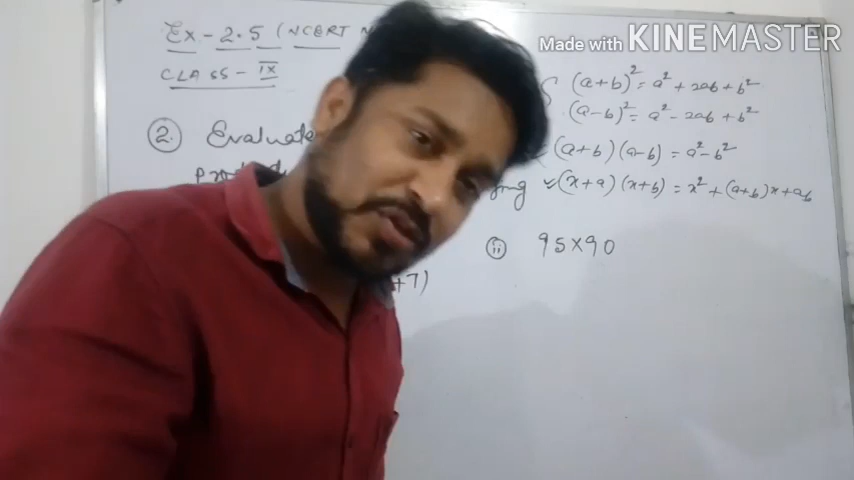 Made with KINEMASTER
Ex - 2.5 (NCERT
CLASS - IX
(a+b)² = a² + 2ab + b²
(a-b)² = a² - 2ab + b²
(a+b)(a-b) = a² - b²
(x+a)(x+b) = x² + (a+b)x + ab
2. Evaluate
+7)
ii 95×90